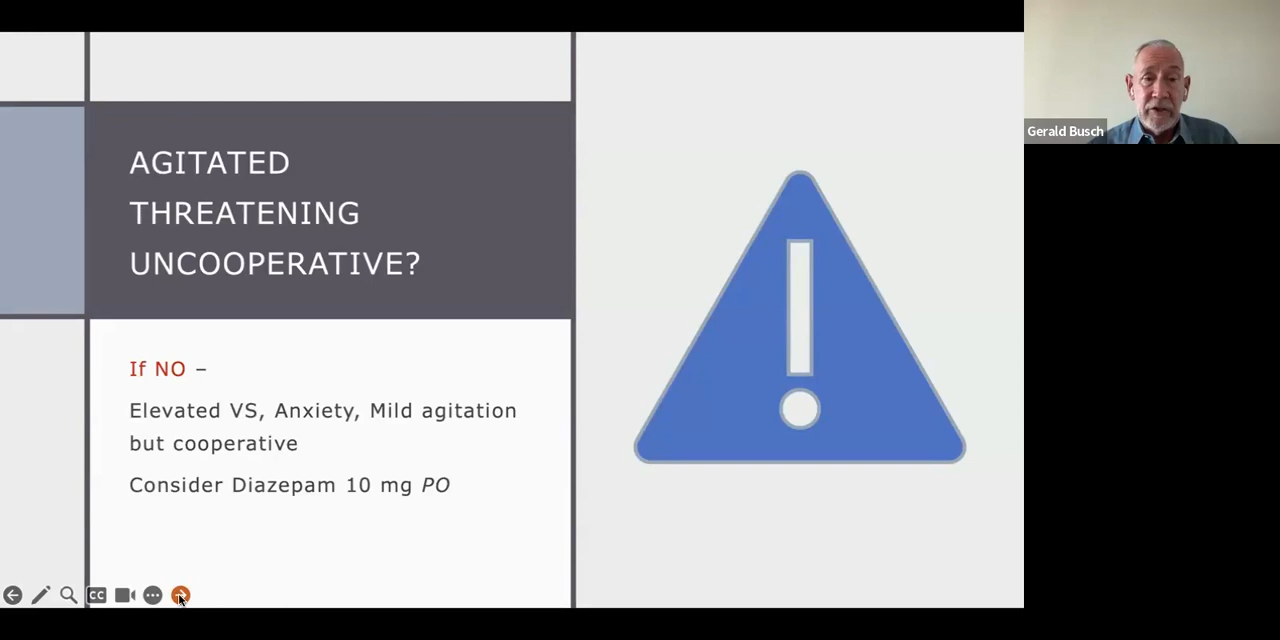 AGITATED
THREATENING
UNCOOPERATIVE?
If NO –
Elevated VS, Anxiety, Mild agitation
but cooperative
Consider Diazepam 10 mg PO
CC
Gerald Busch